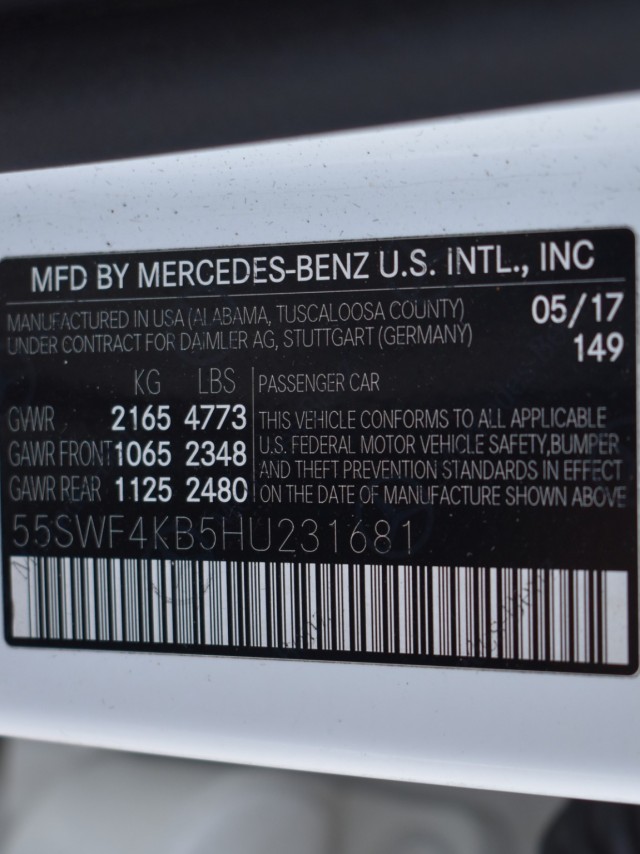 MFD BY MERCEDES-BENZ U.S. INTL., INC
MANUFACTURED IN USA (ALABAMA, TUSCALOOSA COUNTY)
UNDER CONTRACT FOR DAIMLER AG, STUTTGART (GERMANY)
05/17
149
KG LBS
GVWR 2165 4773
GAWR FRONT 1065 2348
GAWR REAR 1125 2480
PASSENGER CAR
THIS VEHICLE CONFORMS TO ALL APPLICABLE
U.S. FEDERAL MOTOR VEHICLE SAFETY,BUMPER
AND THEFT PREVENTION STANDARDS IN EFFECT
ON THE DATE OF MANUFACTURE SHOWN ABOVE
55SWF4KB5HU231681